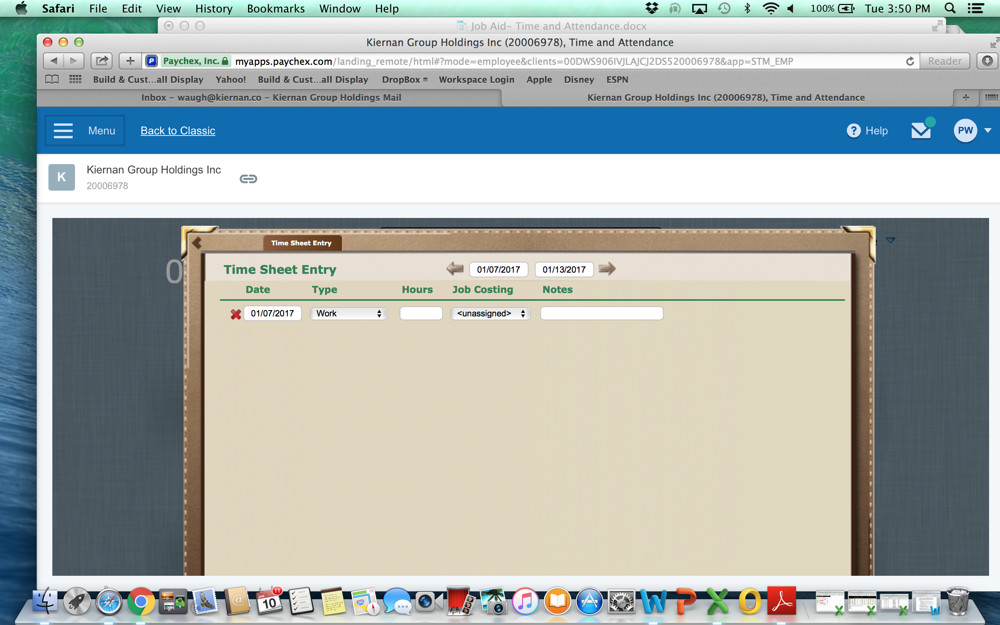 Safari File Edit View History Bookmarks Window Help 100% Tue 3:50 PM
Job Aid- Time and Attendance.docx
Kiernan Group Holdings Inc (20006978), Time and Attendance
Paychex, Inc. myapps.paychex.com/landing_remote/html#?mode=employee&clients=00DWS906IVJLAJCJ2DS520006978&app=STM_EMP Reader
Build & Cust...all Display Yahoo! Build & Cust...all Display DropBox Workspace Login Apple Disney ESPN
Inbox – waugh@kiernan.co – Kiernan Group Holdings Mail Kiernan Group Holdings Inc (20006978), Time and Attendance
Menu Back to Classic ? Help PW
K Kiernan Group Holdings Inc
20006978
Time Sheet Entry
0
Time Sheet Entry 01/07/2017 01/13/2017
Date Type Hours Job Costing Notes
01/07/2017 Work <unassigned>
JAN 10 11
280